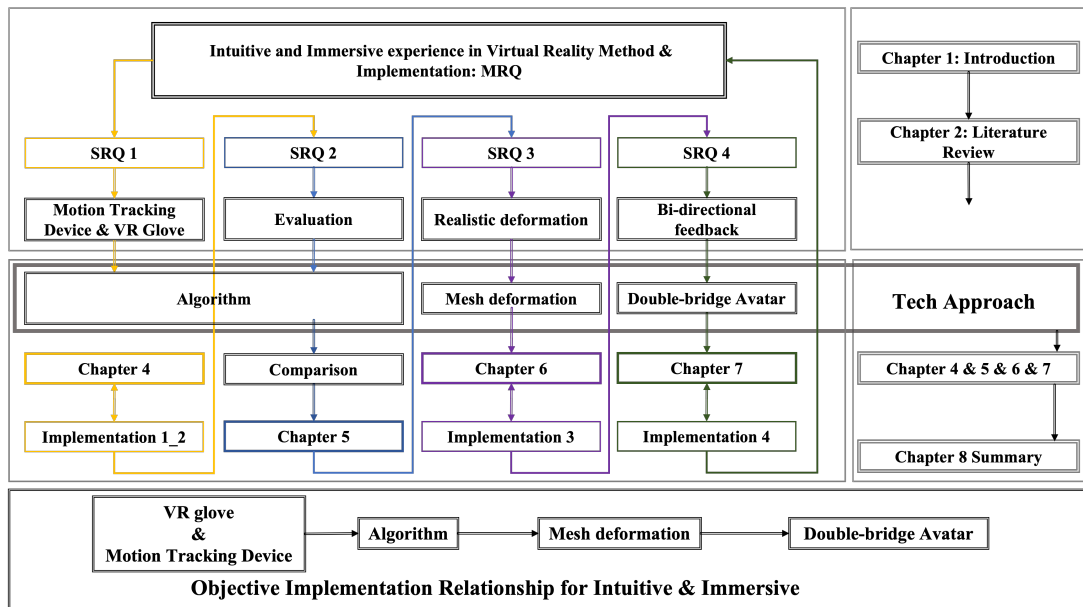 Intuitive and Immersive experience in Virtual Reality Method &
Implementation: MRQ
SRQ 1
SRQ 2
SRQ 3
SRQ 4
Motion Tracking
Device & VR Glove
Evaluation
Realistic deformation
Bi-directional
feedback
Algorithm
Mesh deformation
Double-bridge Avatar
Chapter 4
Comparison
Chapter 6
Chapter 7
Implementation 1_2
Chapter 5
Implementation 3
Implementation 4
Chapter 1: Introduction
Chapter 2: Literature
Review
Tech Approach
Chapter 4 & 5 & 6 & 7
Chapter 8 Summary
VR glove
&
Motion Tracking Device
Algorithm
Mesh deformation
Double-bridge Avatar
Objective Implementation Relationship for Intuitive & Immersive